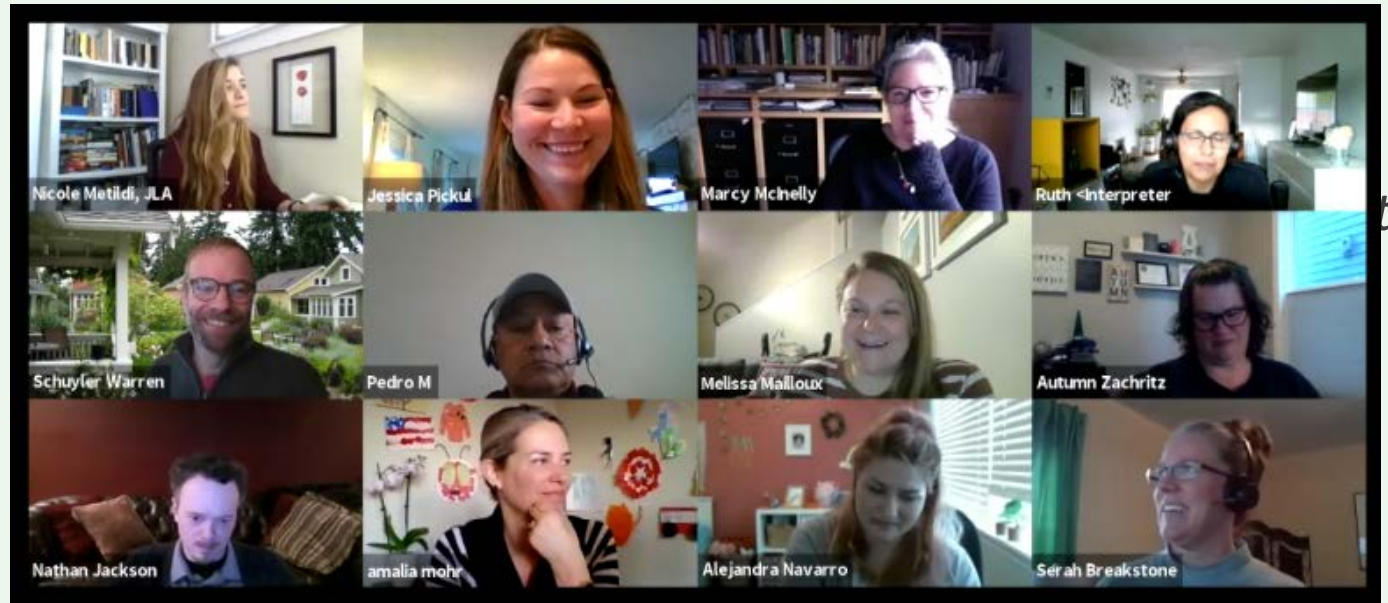 Nicole Metildi, JLA
Jessica Pickul
Marcy McInelly
Ruth <Interpreter
Schuyler Warren
Pedro M
Melissa Mailloux
Autumn Zachritz
Nathan Jackson
amalia mohr
Alejandra Navarro
Serah Breakstone